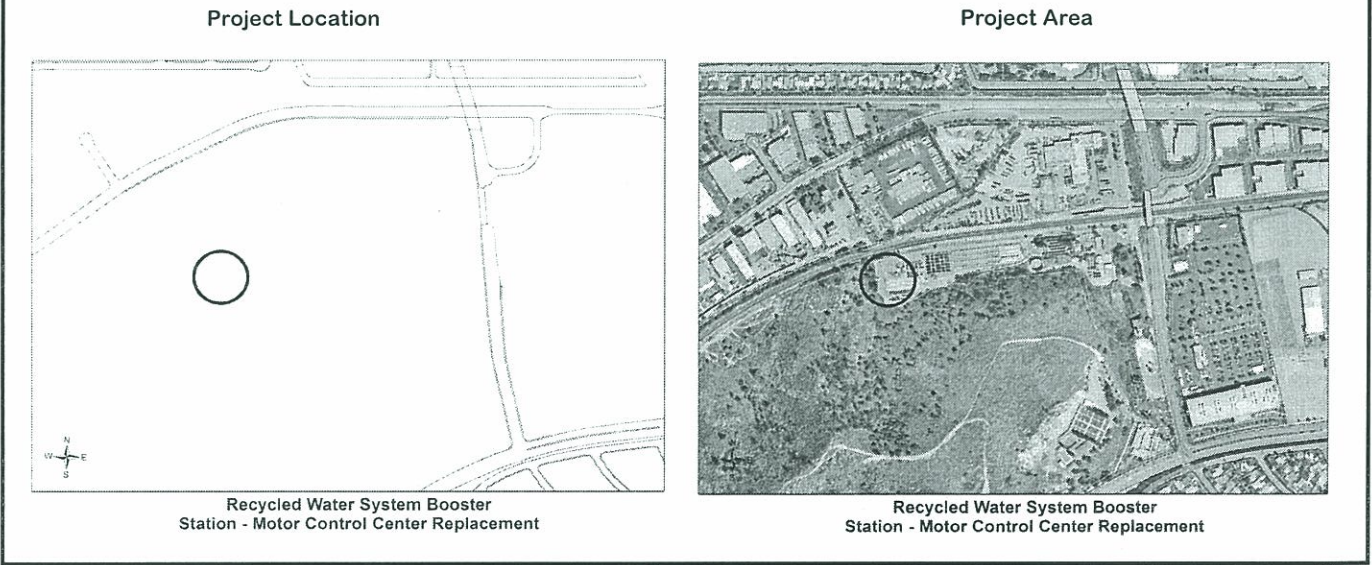 Project Location
Project Area
N
W E
S
Recycled Water System Booster
Station - Motor Control Center Replacement
Recycled Water System Booster
Station - Motor Control Center Replacement